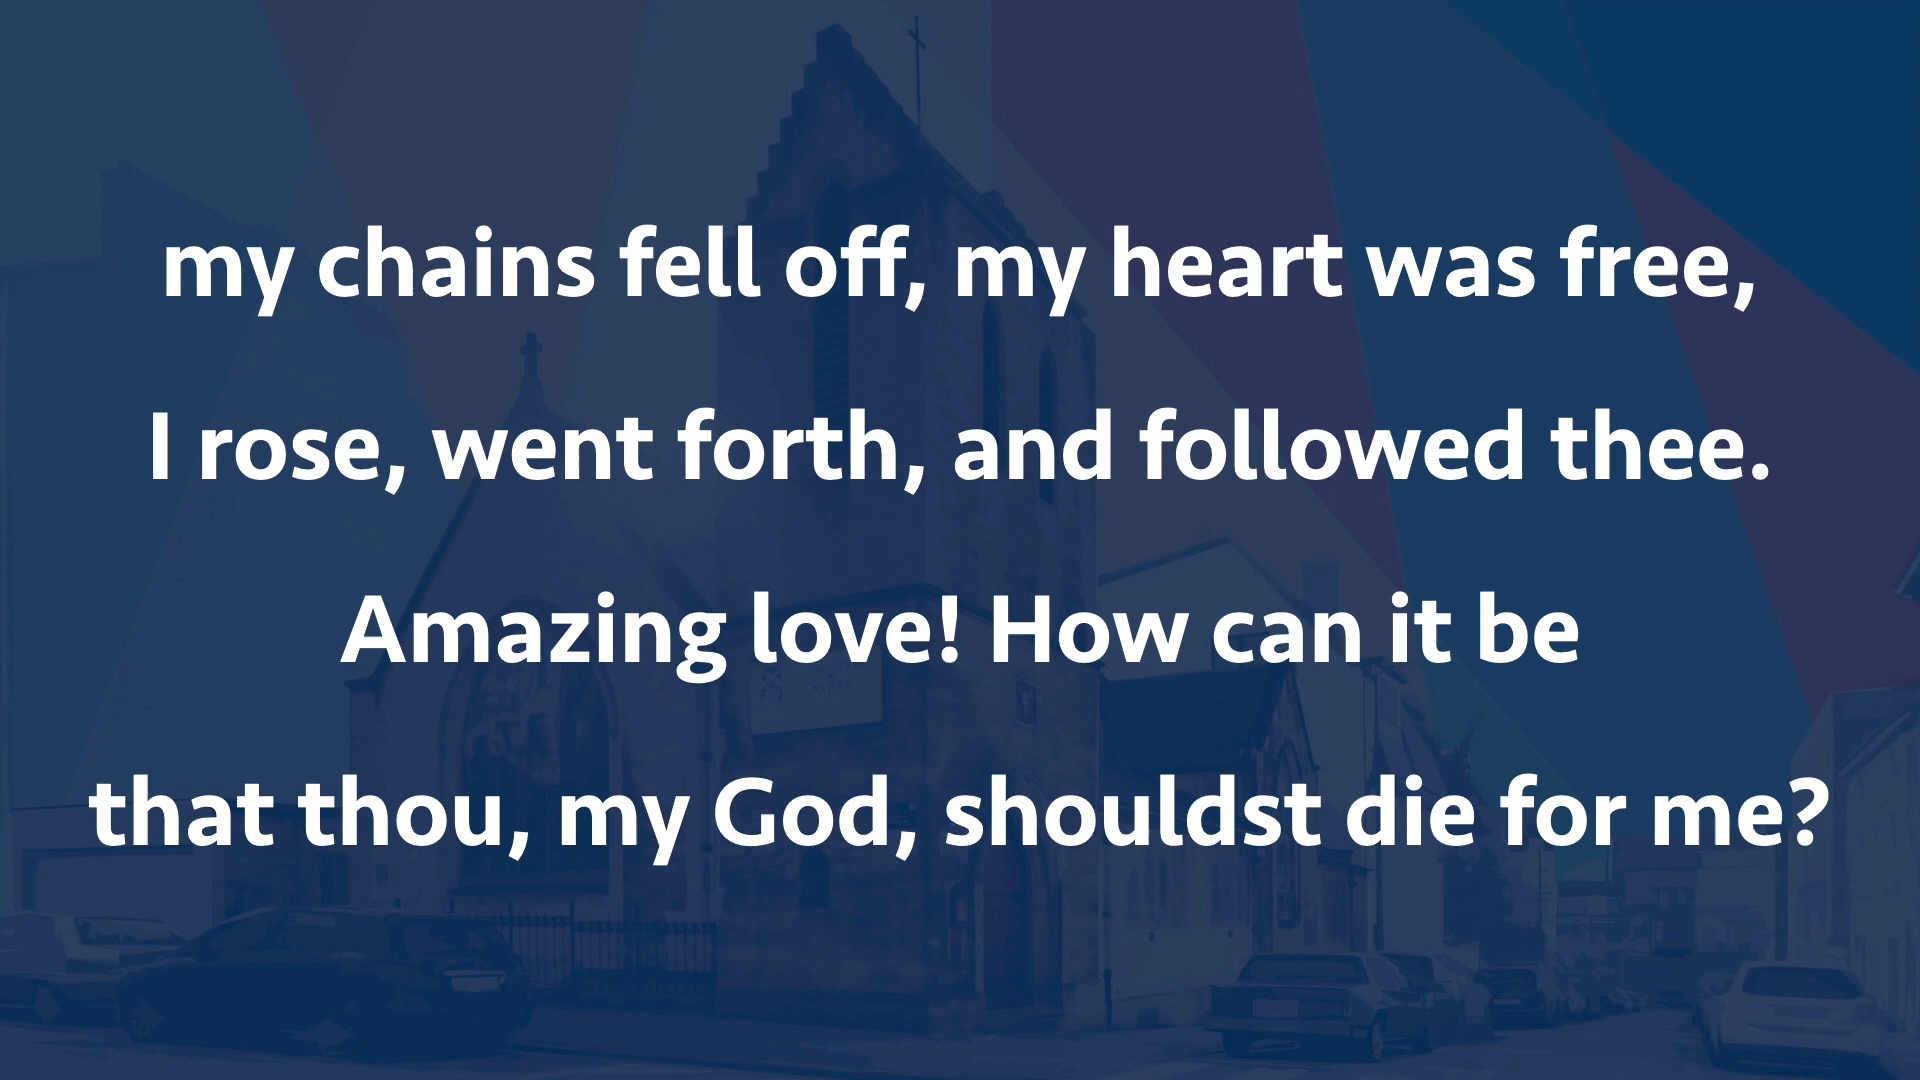 my chains fell off, my heart was free,
I rose, went forth, and followed thee.
Amazing love! How can it be
that thou, my God, shouldst die for me?